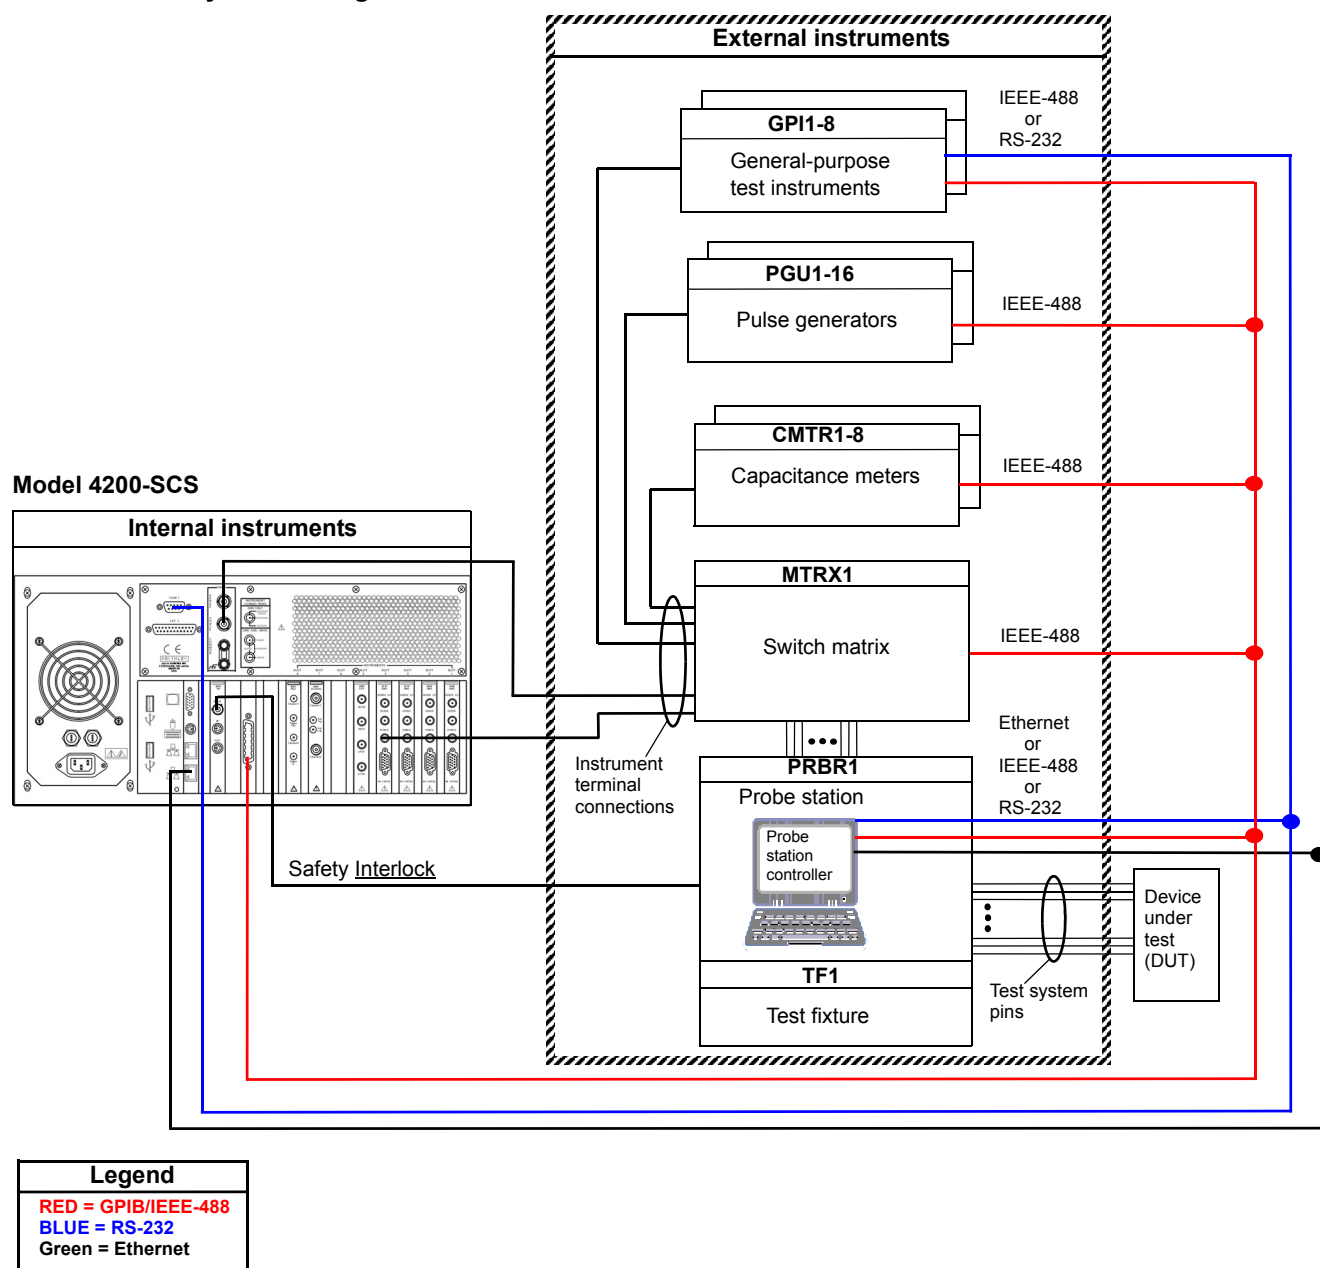 External instruments
GPI1-8
General-purpose
test instruments
IEEE-488
or
RS-232
PGU1-16
Pulse generators
IEEE-488
CMTR1-8
Capacitance meters
IEEE-488
Model 4200-SCS
Internal instruments
MTRX1
Switch matrix
IEEE-488
Instrument
terminal
connections
Ethernet
or
IEEE-488
or
RS-232
PRBR1
Probe station
Probe
station
controller
Safety Interlock
Device
under
test
(DUT)
TF1
Test fixture
Test system
pins
Legend
RED = GPIB/IEEE-488
BLUE = RS-232
Green = Ethernet